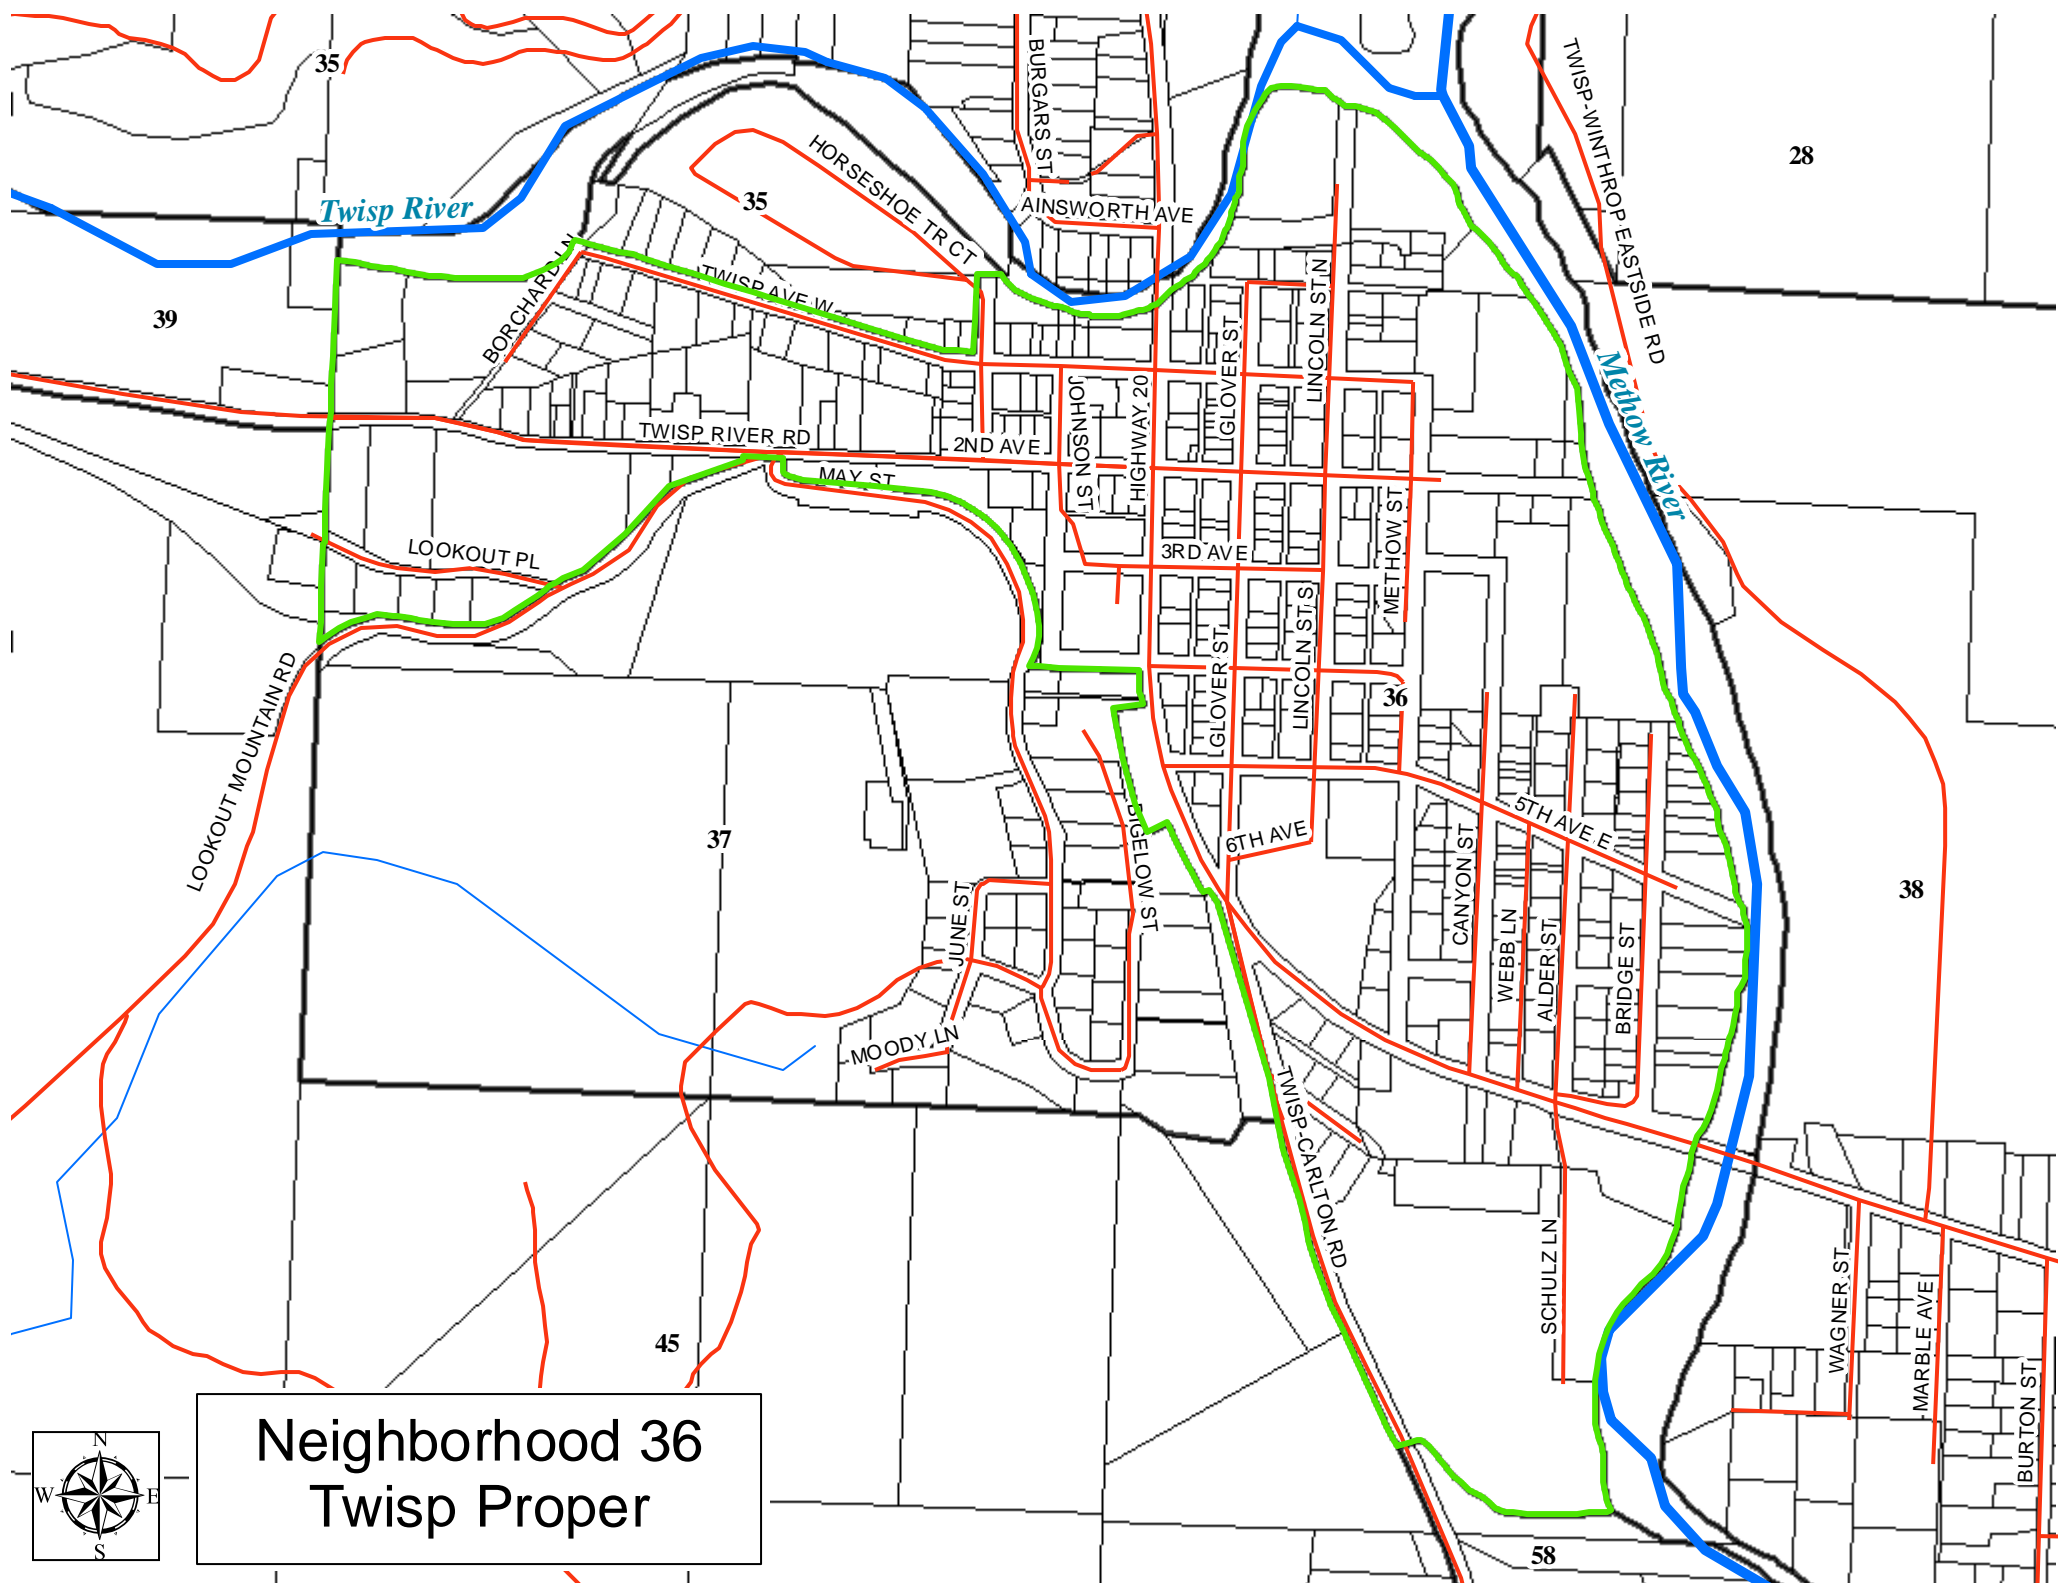 35
BURGARS ST
TWISP-WINTHROP EASTSIDE RD
28
HORSESHOE TR CT
35
Twisp River
AINSWORTH AVE
BORCHARD LN
TWISP AVE W
39
LINCOLN ST N
GLOVER ST
Methow River
JOHNSON ST
HIGHWAY 20
TWISP RIVER RD
2ND AVE
MAY ST
METHOW ST
3RD AVE
LOOKOUT PL
LINCOLN ST S
GLOVER ST
36
LOOKOUT MOUNTAIN RD
37
BIGELOW ST
6TH AVE
5TH AVE E
CANYON ST
WEBB LN
ALDER ST
BRIDGE ST
38
JUNE ST
MOODY LN
TWISP-CARLTON RD
SCHULZ LN
WAGNER ST
MARBLE AVE
BURTON ST
45
Neighborhood 36
Twisp Proper
N
W E
S
58